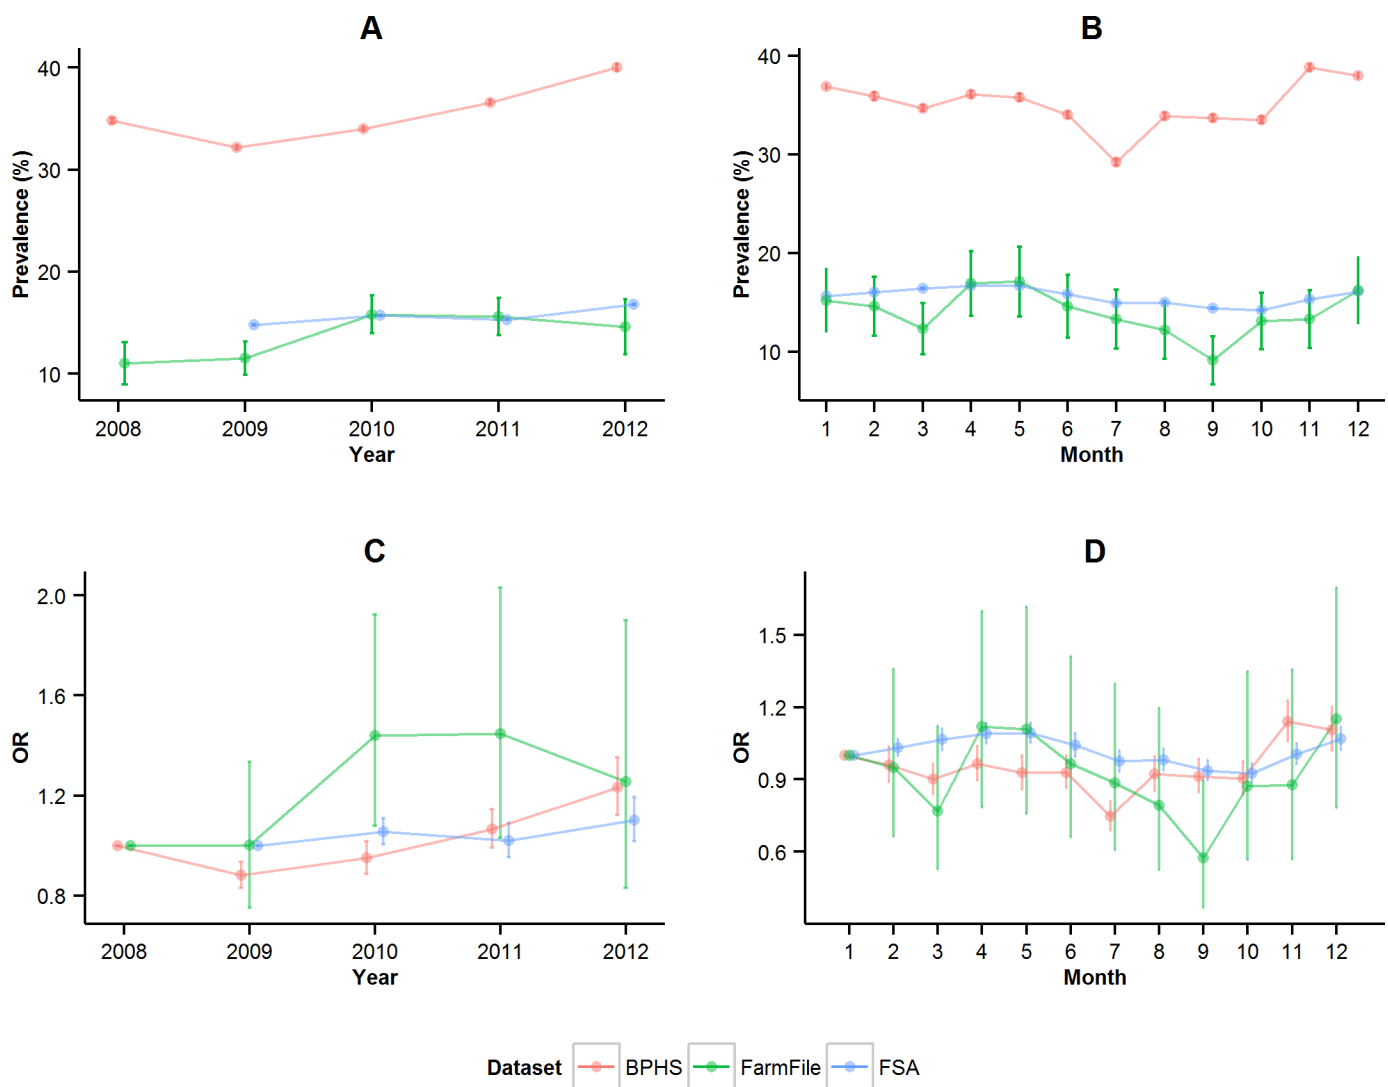 A
B
Prevalence (%)
40
30
20
10
2008 2009 2010 2011 2012
Year
Prevalence (%)
40
30
20
10
1 2 3 4 5 6 7 8 9 10 11 12
Month
C
D
OR
2.0
1.6
1.2
0.8
2008 2009 2010 2011 2012
Year
OR
1.5
1.2
0.9
0.6
1 2 3 4 5 6 7 8 9 10 11 12
Month
Dataset BPHS FarmFile FSA